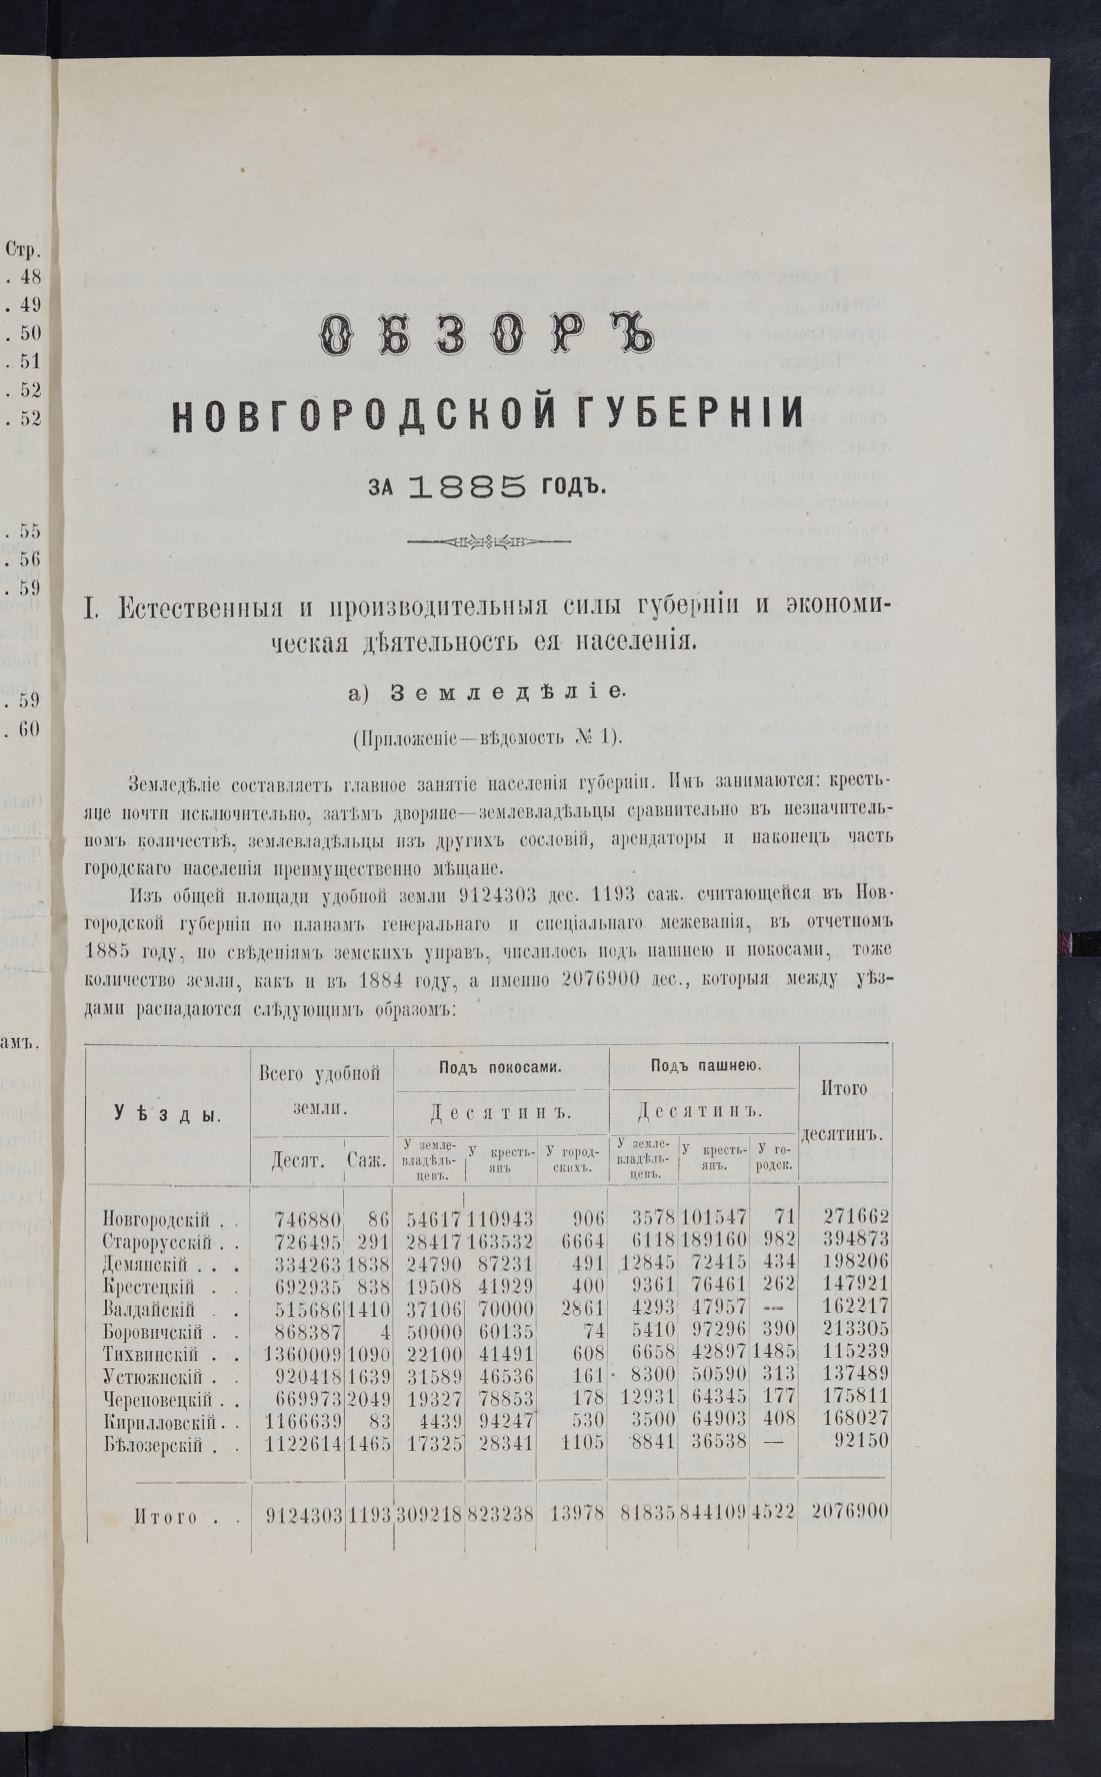 Стр.
. 48
. 49
. 50
. 51
. 52
. 52
. 55
. 56
. 59
. 59
. 60
амъ.
ОБЗОРЪ
НОВГОРОДСКОЙ ГУБЕРНІИ
ЗА 1885 ГОДЪ.
I. Естественныя и производительныя силы губерніи и экономи-
ческая дѣятельность ея населенія.
а) Земледѣліе.
(Приложеніе—вѣдомость № 1).
Земледѣліе составляетъ главное занятіе населенія губерніи. Имъ занимаются: кресть-
яне почти исключительно, затѣмъ дворяне—землевладѣльцы сравнительно въ незначитель-
номъ количествѣ, землевладѣльцы изъ другихъ сословій, арендаторы и наконецъ часть
городскаго населенія преимущественно мѣщане.
Изъ общей площади удобной земли 9124303 дес. 1193 саж. считающейся въ Нов-
городской губерніи по планамъ генеральнаго и спеціальнаго межеванія, въ отчетномъ
1885 году, по свѣденіямъ земскихъ управъ, числилось подъ пашнею и покосами, тоже
количество земли, какъ и въ 1884 году, а именно 2076900 дес., которыя между уѣз-
дами распадаются слѣдующимъ образомъ:
Уѣзды. Всего удобной земли. Подъ покосами. Подъ пашнею. Итого десятинъ.
Десятинъ. Десятинъ.
Десят. Саж. У земле-владѣль-цевъ. У кресть-янъ У город-скихъ. У земле-владѣль-цевъ. У кресть-янъ. У го-родск.
Новгородскій . . 746880 86 54617 110943 906 3578 101547 71 271662
Старорусскій . . 726495 291 28417 163532 6664 6118 189160 982 394873
Демянскій . . . 334263 1838 24790 87231 491 12845 72415 434 198206
Крестецкій . . 692935 838 19508 41929 400 9361 76461 262 147921
Валдайскій . . 515686 1410 37106 70000 2861 4293 47957 — 162217
Боровичскій . . 868387 4 50000 60135 74 5410 97296 390 213305
Тихвинскій . . 1360009 1090 22100 41491 608 6658 42897 1485 115239
Устюжнскій . . 920418 1639 31589 46536 161 8300 50590 313 137489
Череповецкій . . 669973 2049 19327 78853 178 12931 64345 177 175811
Кирилловскій . . 1166639 83 4439 94247 530 3500 64903 408 168027
Бѣлозерскій . . 1122614 1465 17325 28341 1105 8841 36538 — 92150
Итого . . 9124303 1193 309218 823238 13978 81835 844109 4522 2076900